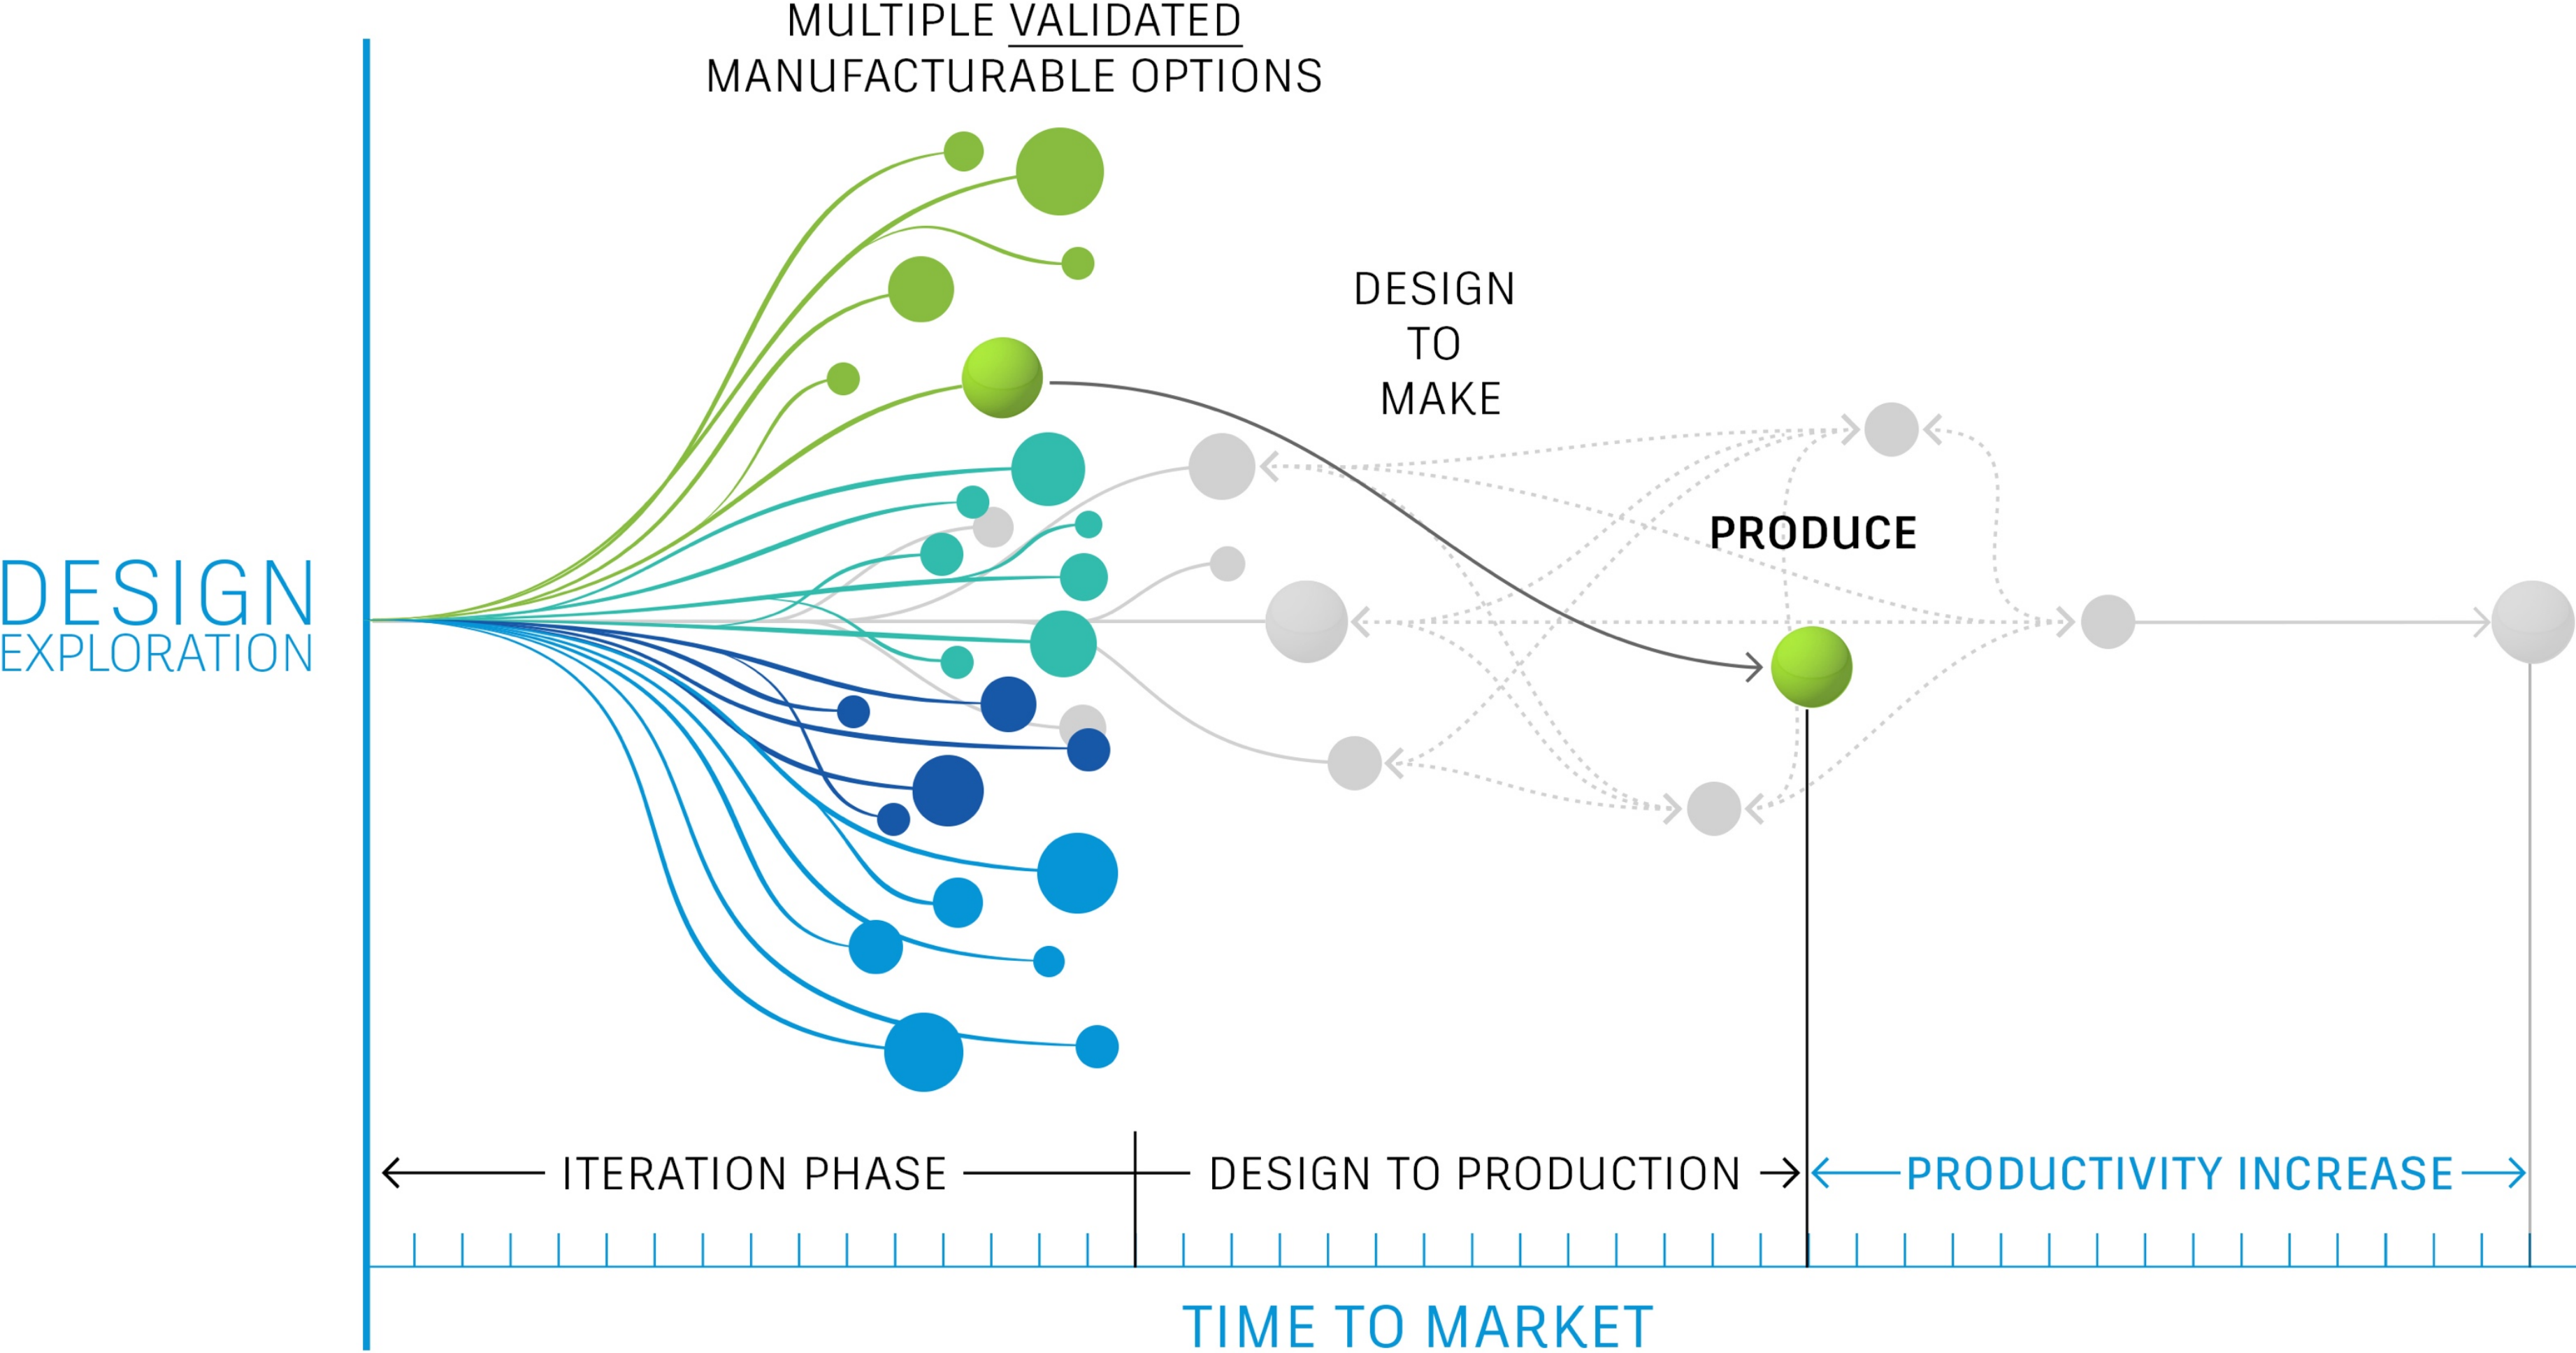 MULTIPLE VALIDATED
MANUFACTURABLE OPTIONS
DESIGN
TO
MAKE
PRODUCE
DESIGN
EXPLORATION
ITERATION PHASE
DESIGN TO PRODUCTION
PRODUCTIVITY INCREASE
TIME TO MARKET